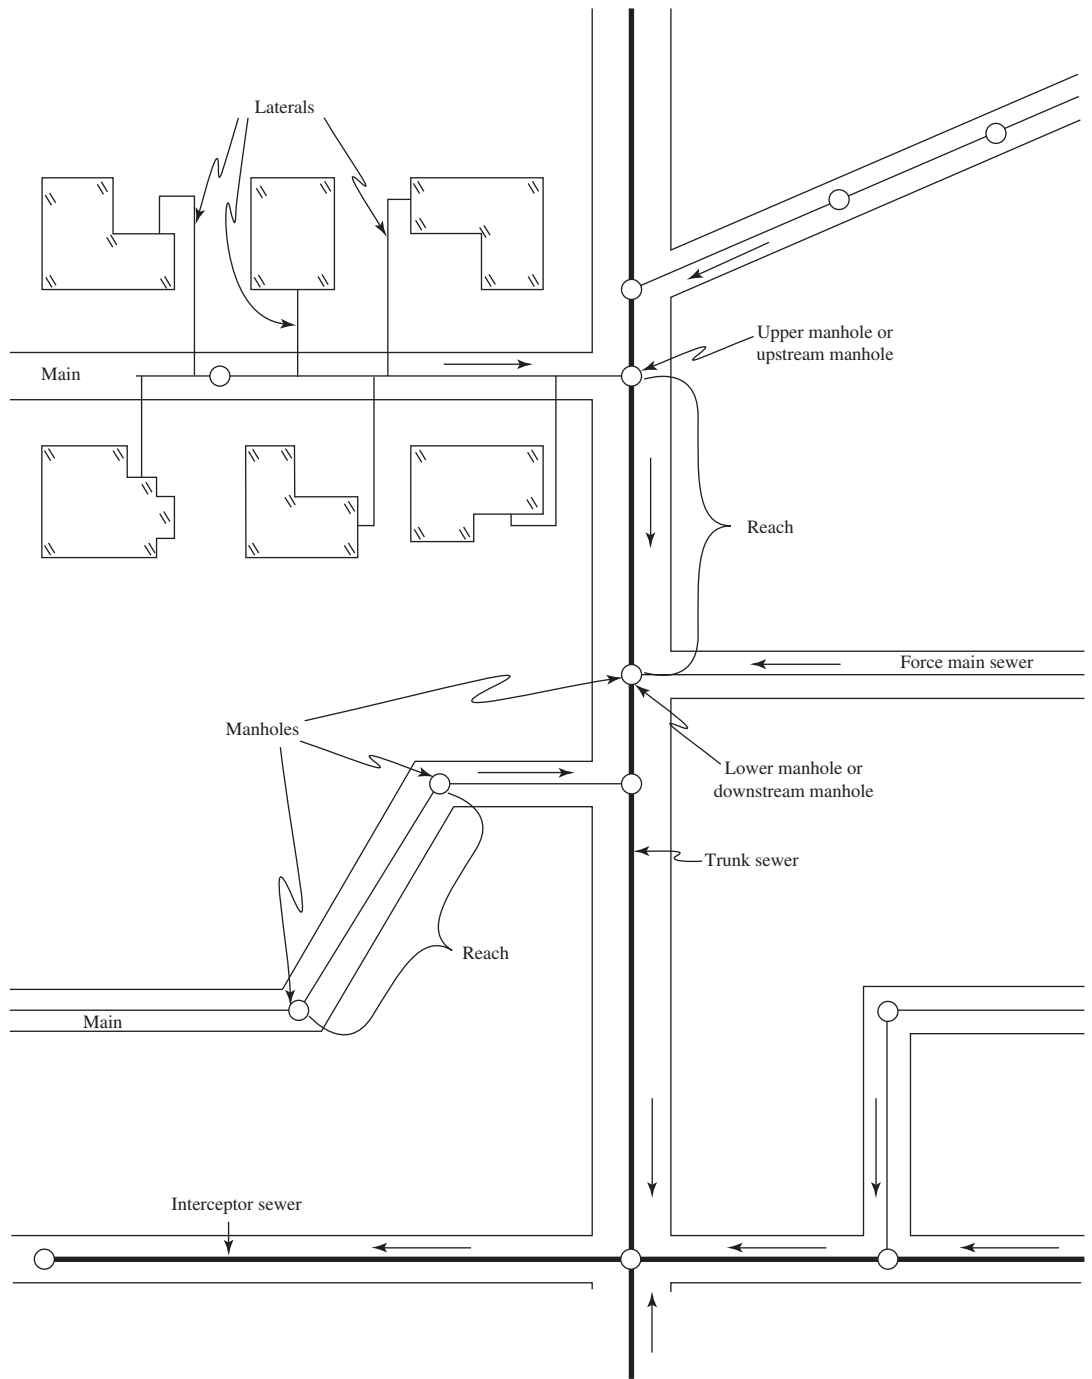 Laterals
Upper manhole or
upstream manhole
Main
Reach
Force main sewer
Manholes
Lower manhole or
downstream manhole
Trunk sewer
Reach
Main
Interceptor sewer